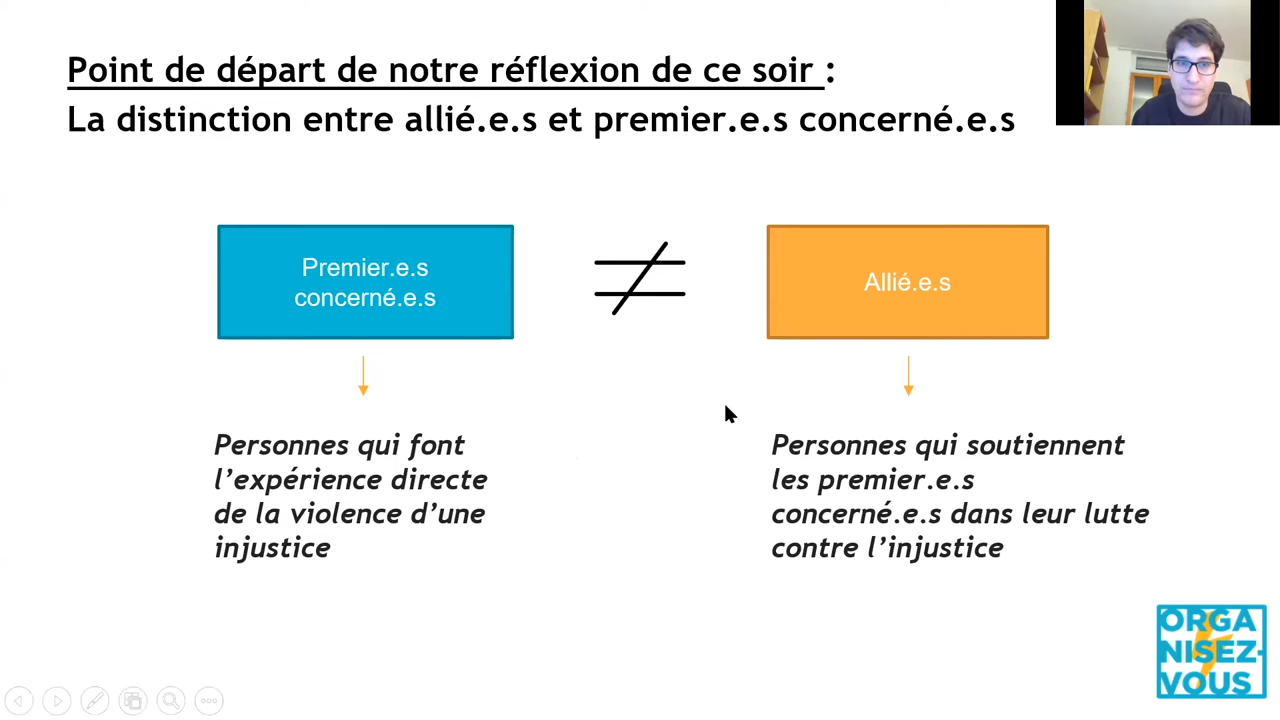 Point de départ de notre réflexion de ce soir :
La distinction entre allié.e.s et premier.e.s concerné.e.s
Premier.e.s
concerné.e.s
Allié.e.s
Personnes qui font
l’expérience directe
de la violence d’une
injustice
Personnes qui soutiennent
les premier.e.s
concerné.e.s dans leur lutte
contre l’injustice
ORGA
NISEZ-
VOUS